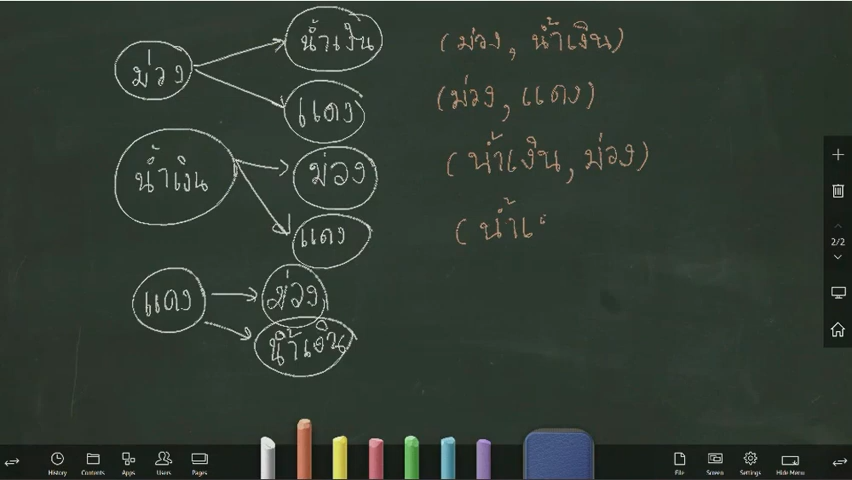 น้ำเงิน (ม่วง, น้ำเงิน)
ม่วง
แดง (ม่วง, แดง)
น้ำเงิน ม่วง (น้ำเงิน, ม่วง)
แดง (น้ำเ
แดง ม่วง
น้ำเงิน
2/2
History Contents Apps Users Pages File Screen Settings Hide Menu